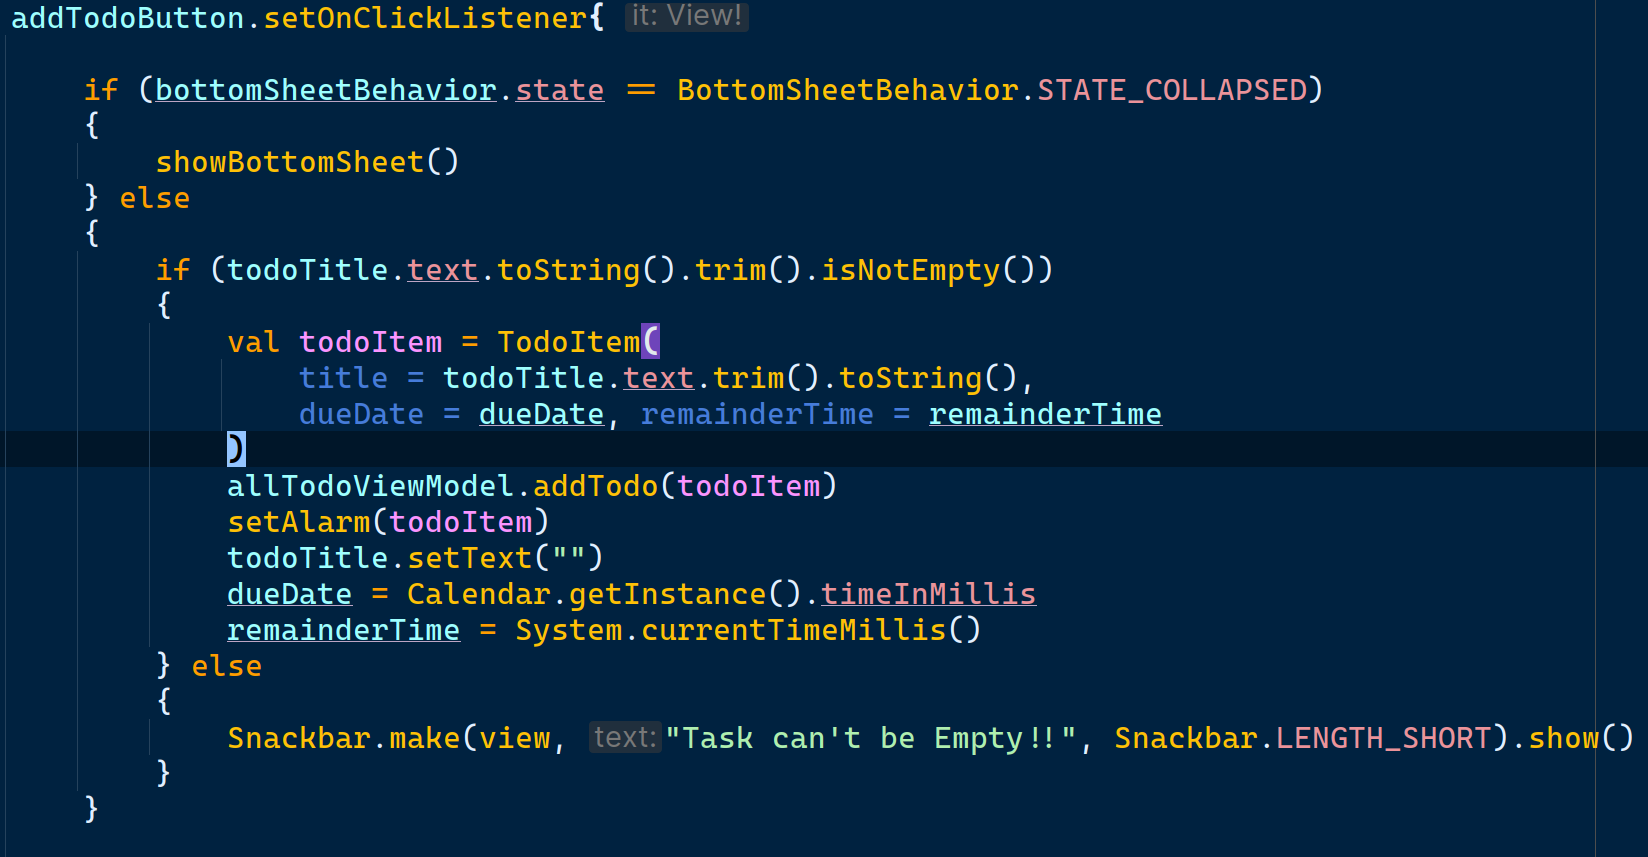 addTodoButton.setOnClickListener{ it: View!
if (bottomSheetBehavior.state == BottomSheetBehavior.STATE_COLLAPSED)
{
showBottomSheet()
} else
{
if (todoTitle.text.toString().trim().isNotEmpty())
{
val todoItem = TodoItem(
title = todoTitle.text.trim().toString(),
dueDate = dueDate, remainderTime = remainderTime
)
allTodoViewModel.addTodo(todoItem)
setAlarm(todoItem)
todoTitle.setText("")
dueDate = Calendar.getInstance().timeInMillis
remainderTime = System.currentTimeMillis()
} else
{
Snackbar.make(view, text: "Task can't be Empty!!", Snackbar.LENGTH_SHORT).show()
}
}